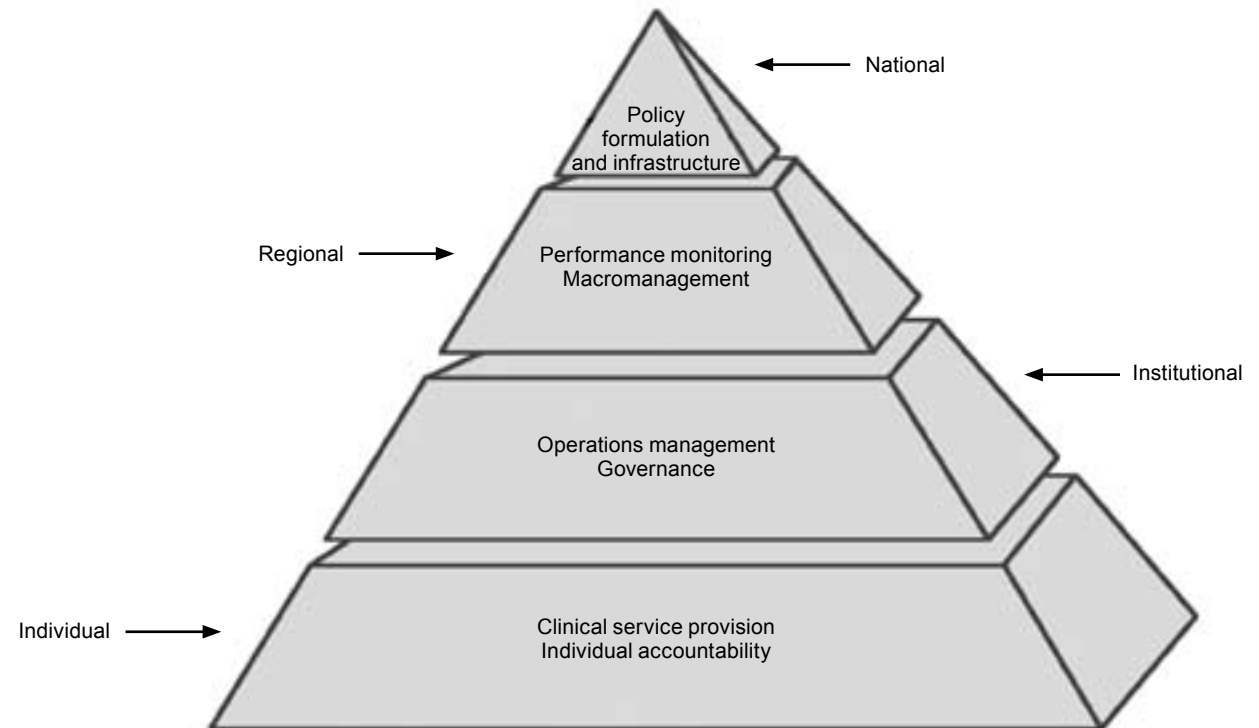 National
Policy
formulation
and infrastructure
Regional
Performance monitoring
Macromanagement
Institutional
Operations management
Governance
Individual
Clinical service provision
Individual accountability